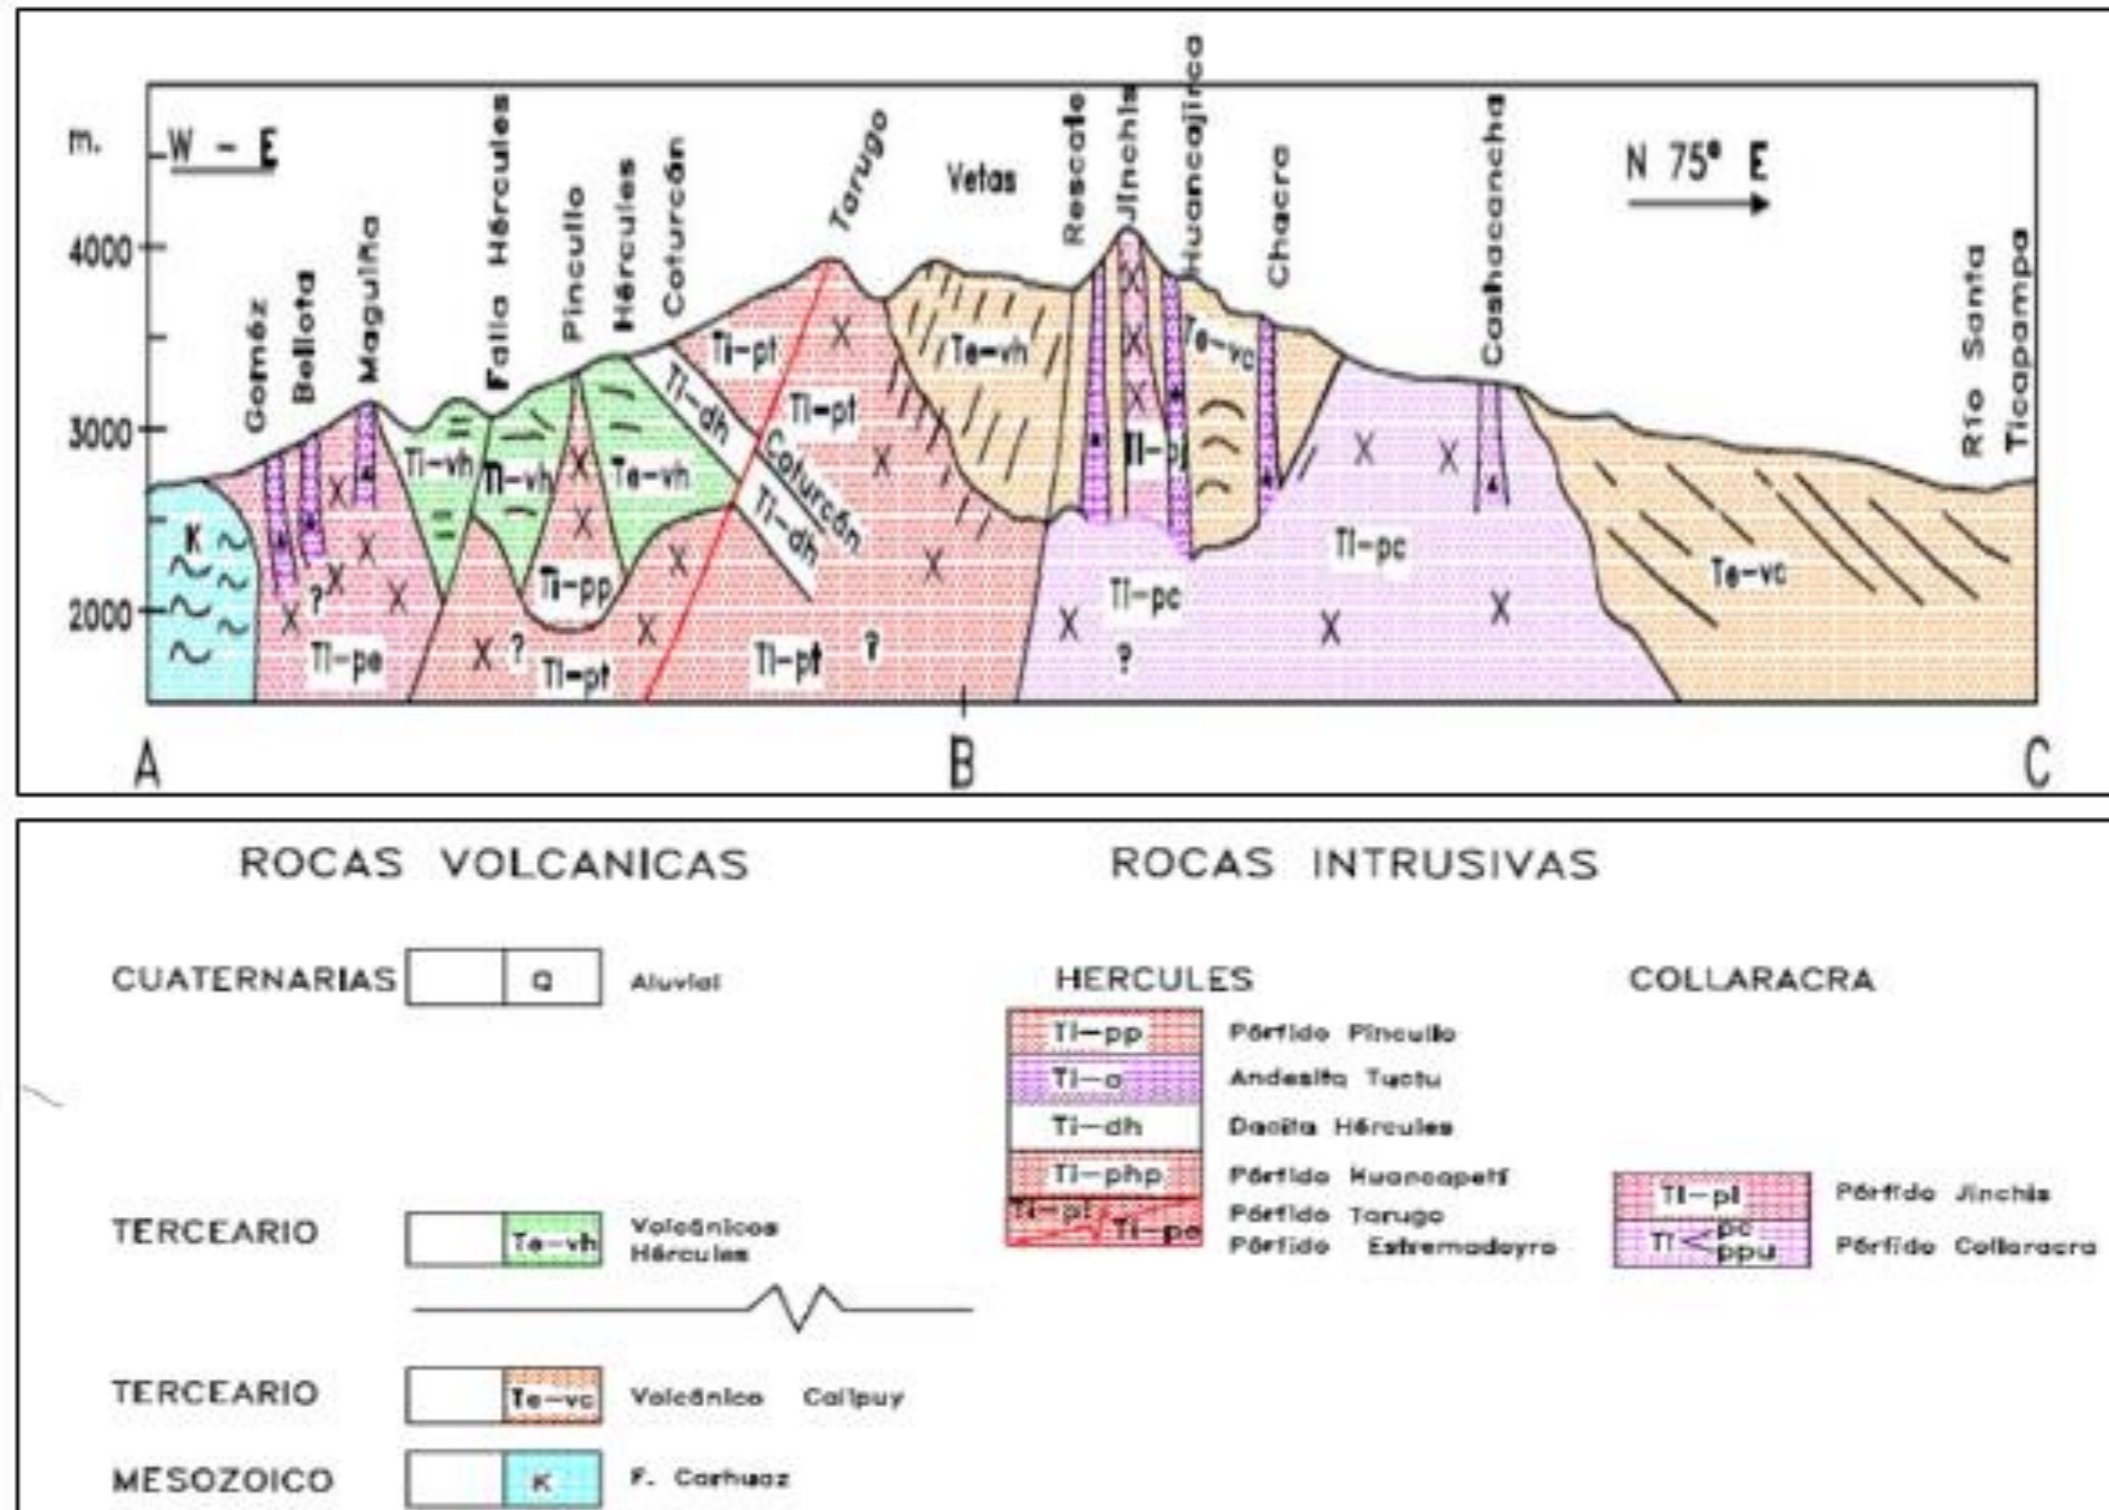 m.
W - E
4000
3000
2000
Goméz
Bellota
Maguiña
Falla Hércules
Pincullo
Hércules
Coturcán
Tarugo
Vetas
Rescate
Jinchis
Huancajirca
Chacra
Cashacancha
N 75° E
Río Santa
Ticapampa
K
?
Ti-pe
Ti-vh
Ti-vh
Te-vh
Ti-pp
?
Ti-pt
Ti-pt
Ti-dh
Ti-pt
Coturcán
Ti-dh
Ti-pt
?
Te-vh
Ti-pj
Te-vc
Ti-pc
?
Ti-pc
Te-vc
A
B
C
ROCAS VOLCANICAS
ROCAS INTRUSIVAS
CUATERNARIAS
Q
Aluvial
HERCULES
COLLARACRA
Ti-pp
Pórfido Pincullo
Ti-a
Andesita Tuctu
Ti-dh
Dacita Hércules
Ti-php
Pórfido Huancapetí
Ti-pt
Pórfido Tarugo
Ti-pe
Pórfido Estremadoyro
Ti-pj
Pórfido Jinchis
Ti < pc ppu
Pórfido Collaracra
TERCEARIO
Te-vh
Volcánicos
Hércules
TERCEARIO
Te-vc
Volcánico Calipuy
MESOZOICO
K
F. Carhuaz